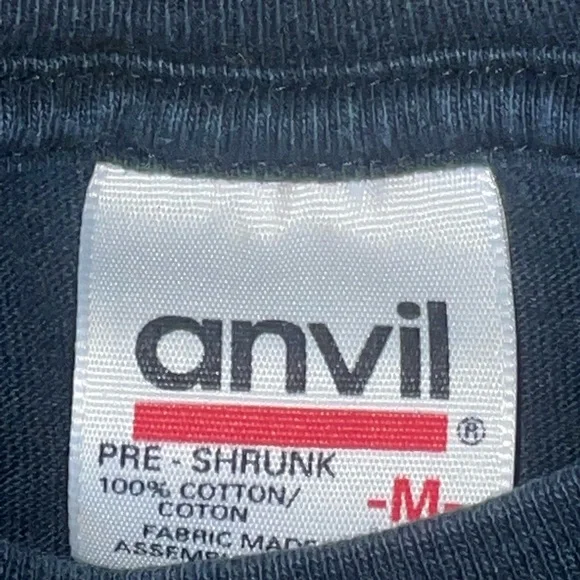 anvil®
PRE - SHRUNK
100% COTTON/
COTON
-M-
FABRIC MADE